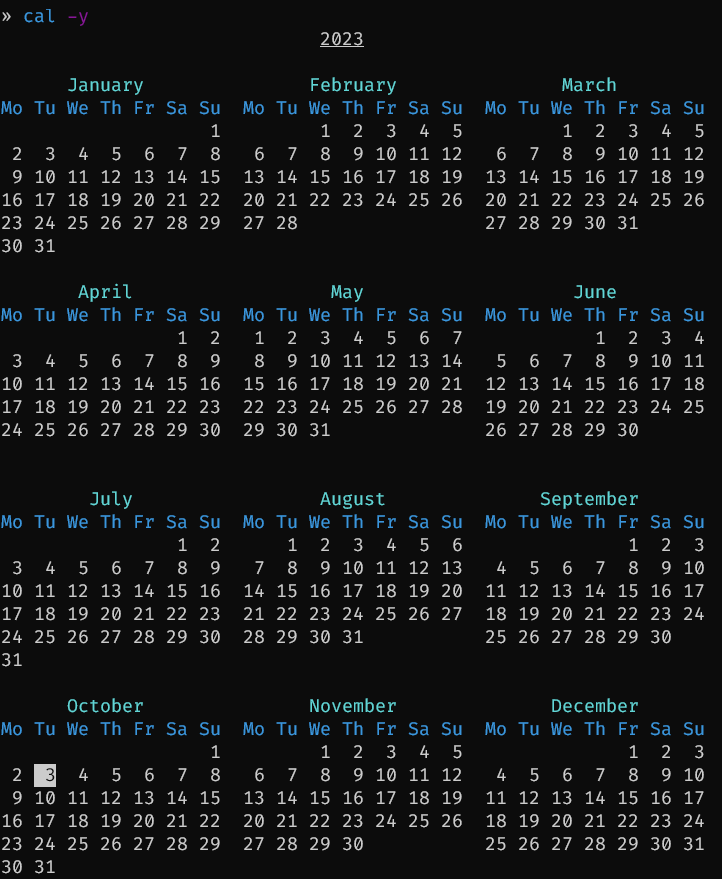 » cal -y
                             2023

      January               February               March
Mo Tu We Th Fr Sa Su  Mo Tu We Th Fr Sa Su  Mo Tu We Th Fr Sa Su
                   1         1  2  3  4  5         1  2  3  4  5
 2  3  4  5  6  7  8   6  7  8  9 10 11 12   6  7  8  9 10 11 12
 9 10 11 12 13 14 15  13 14 15 16 17 18 19  13 14 15 16 17 18 19
16 17 18 19 20 21 22  20 21 22 23 24 25 26  20 21 22 23 24 25 26
23 24 25 26 27 28 29  27 28                 27 28 29 30 31
30 31

       April                  May                   June
Mo Tu We Th Fr Sa Su  Mo Tu We Th Fr Sa Su  Mo Tu We Th Fr Sa Su
                1  2   1  2  3  4  5  6  7            1  2  3  4
 3  4  5  6  7  8  9   8  9 10 11 12 13 14   5  6  7  8  9 10 11
10 11 12 13 14 15 16  15 16 17 18 19 20 21  12 13 14 15 16 17 18
17 18 19 20 21 22 23  22 23 24 25 26 27 28  19 20 21 22 23 24 25
24 25 26 27 28 29 30  29 30 31              26 27 28 29 30

        July                 August              September
Mo Tu We Th Fr Sa Su  Mo Tu We Th Fr Sa Su  Mo Tu We Th Fr Sa Su
                1  2      1  2  3  4  5  6               1  2  3
 3  4  5  6  7  8  9   7  8  9 10 11 12 13   4  5  6  7  8  9 10
10 11 12 13 14 15 16  14 15 16 17 18 19 20  11 12 13 14 15 16 17
17 18 19 20 21 22 23  21 22 23 24 25 26 27  18 19 20 21 22 23 24
24 25 26 27 28 29 30  28 29 30 31           25 26 27 28 29 30
31

      October               November              December
Mo Tu We Th Fr Sa Su  Mo Tu We Th Fr Sa Su  Mo Tu We Th Fr Sa Su
                   1         1  2  3  4  5               1  2  3
 2  3  4  5  6  7  8   6  7  8  9 10 11 12   4  5  6  7  8  9 10
 9 10 11 12 13 14 15  13 14 15 16 17 18 19  11 12 13 14 15 16 17
16 17 18 19 20 21 22  20 21 22 23 24 25 26  18 19 20 21 22 23 24
23 24 25 26 27 28 29  27 28 29 30           25 26 27 28 29 30 31
30 31